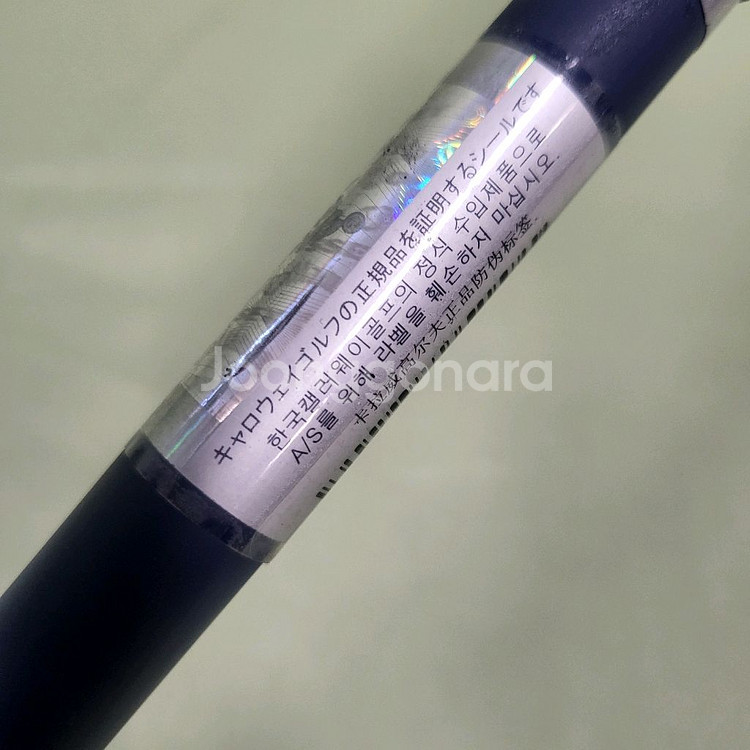 キャロウェイゴルフの正規品を証明するシールです
한국캘러웨이골프의 정식 수입제품으로
A/S를 위해 라벨을 훼손하지 마십시오.
卡拉威高尔夫正品防伪标签.
Joonggonara